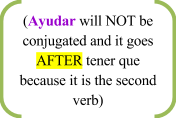 (Ayudar will NOT be
conjugated and it goes
AFTER tener que
because it is the second
verb)